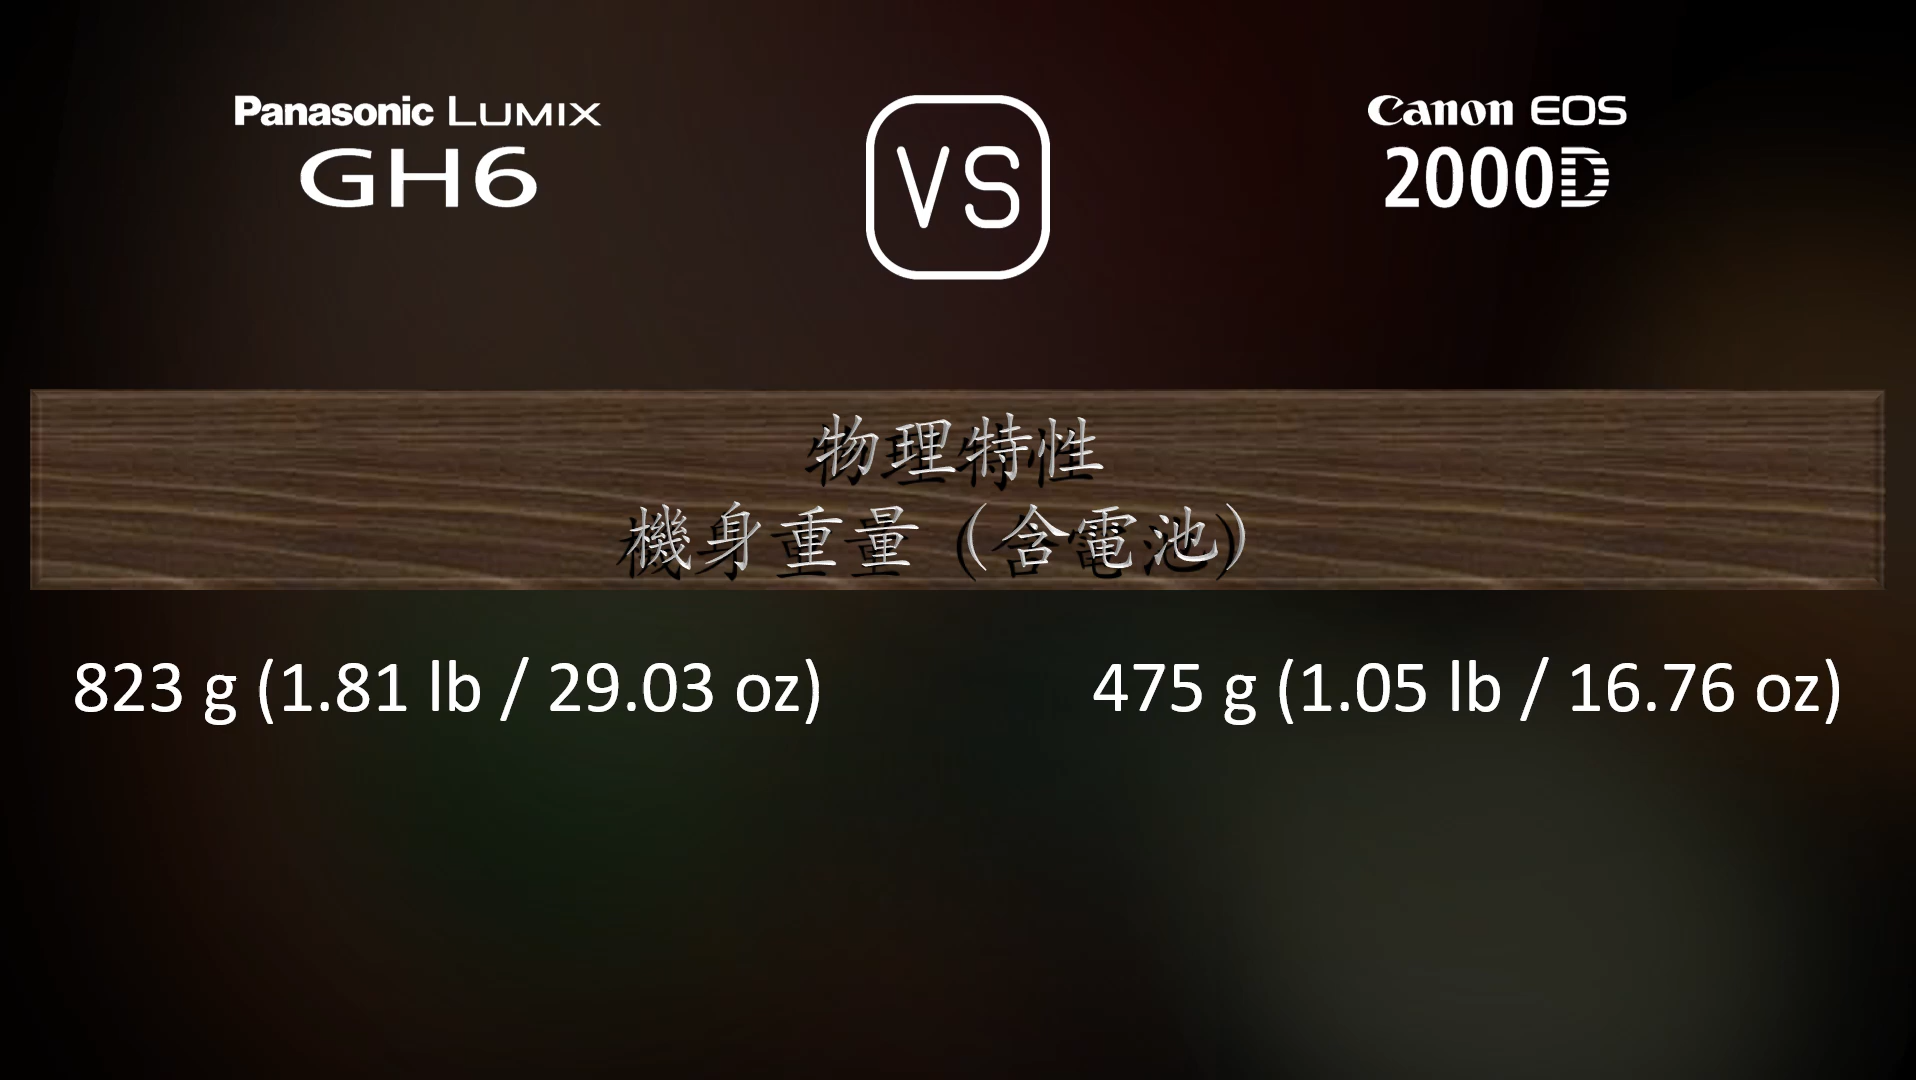 Panasonic LUMIX
GH6
VS
Canon EOS
2000D
物理特性
機身重量（含電池）
823 g (1.81 lb / 29.03 oz)
475 g (1.05 lb / 16.76 oz)